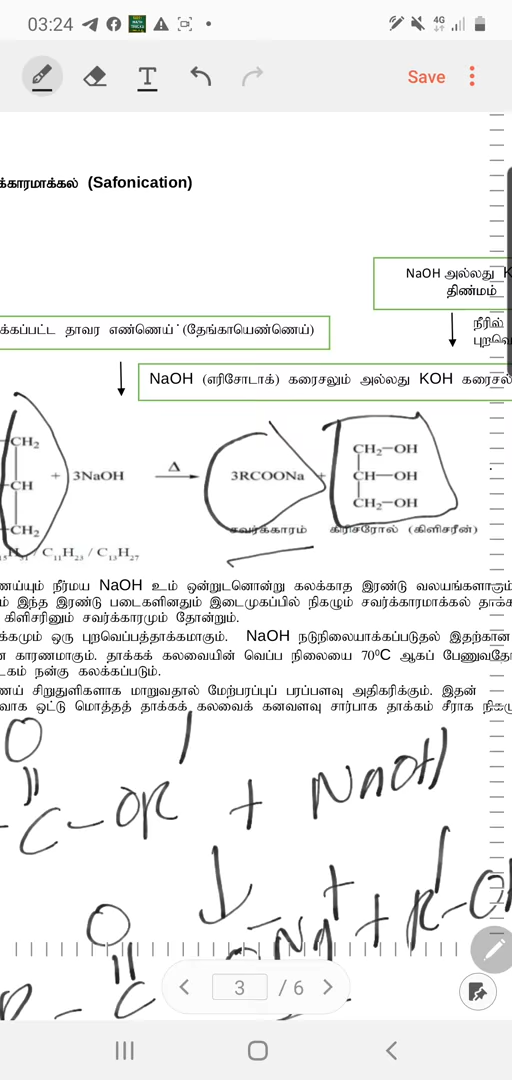 03:24
4G
T
Save
க்காரமாக்கல் (Safonication)
NaOH அல்லது K
திண்மம்
க்கப்பட்ட தாவர எண்ணெய் (தேங்காயெண்ணெய்)
நீரில்
புறவெ
NaOH (எரிசோடாக்) கரைசலும் அல்லது KOH கரைசல்
CH₂ CH₂—OH
CH + 3NaOH Δ 3RCOONa + CH—OH
CH₂ CH₂—OH
சவர்க்காரம் கிளிசரோல் (கிளிசரீன்)
/ C₁₁H₂₃ / C₁₃H₂₇
ணெய்யும் நீர்மய NaOH உம் ஒன்றுடனொன்று கலக்காத இரண்டு வலயங்களாகும்
ம் இந்த இரண்டு படைகளினதும் இடைமுகப்பில் நிகழும் சவர்க்காரமாக்கல் தாக்க
கிளிசரினும் சவர்க்காரமும் தோன்றும்.
க்கமும் ஒரு புறவெப்பத்தாக்கமாகும். NaOH நடுநிலையாக்கப்படுதல் இதற்கான
ன காரணமாகும். தாக்கக் கலவையின் வெப்ப நிலையை 70⁰C ஆகப் பேணுவதோ
டகம் நன்கு கலக்கப்படும்.
ணெய் சிறுதுளிகளாக மாறுவதால் மேற்பரப்புப் பரப்பளவு அதிகரிக்கும். இதன்
வாக ஒட்டு மொத்தத் தாக்கக் கலவைக் கனவளவு சார்பாக தாக்கம் சீராக நிகழு
O
C-OR' + NaOH
O
C Na⁺ + R'-OH
3 / 6